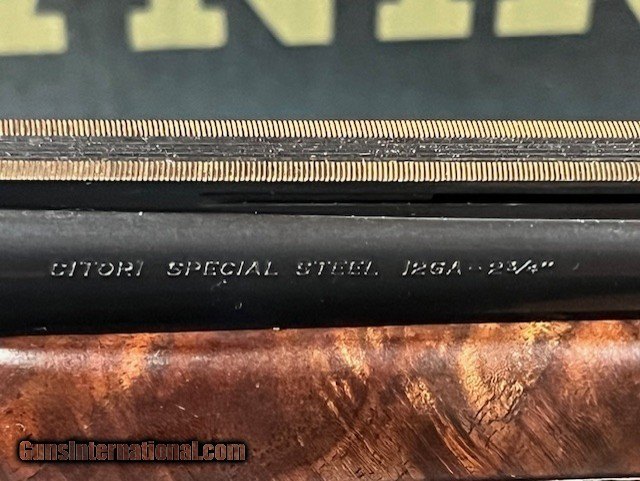 CITORI SPECIAL STEEL 12GA-2¾"
GunsInternational.com